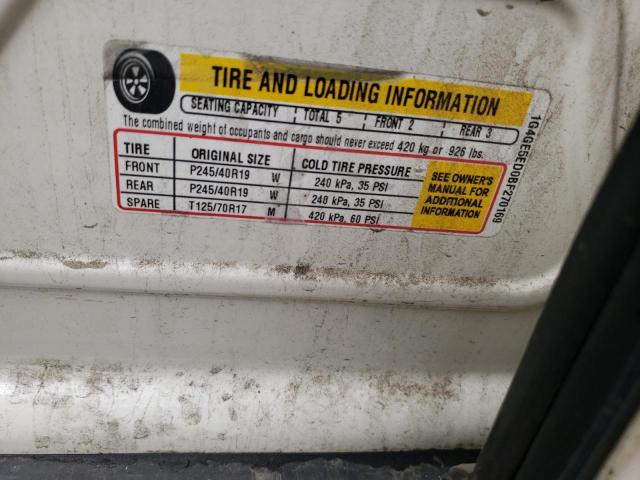 TIRE AND LOADING INFORMATION
SEATING CAPACITY TOTAL 5 FRONT 2 REAR 3
The combined weight of occupants and cargo should never exceed 420 kg or 926 lbs.
TIRE ORIGINAL SIZE COLD TIRE PRESSURE
FRONT P245/40R19 W 240 kPa, 35 PSI
REAR P245/40R19 W 240 kPa, 35 PSI
SPARE T125/70R17 M 420 kPa, 60 PSI
SEE OWNER'S
MANUAL FOR
ADDITIONAL
INFORMATION
1G4GE5ED0BF270169